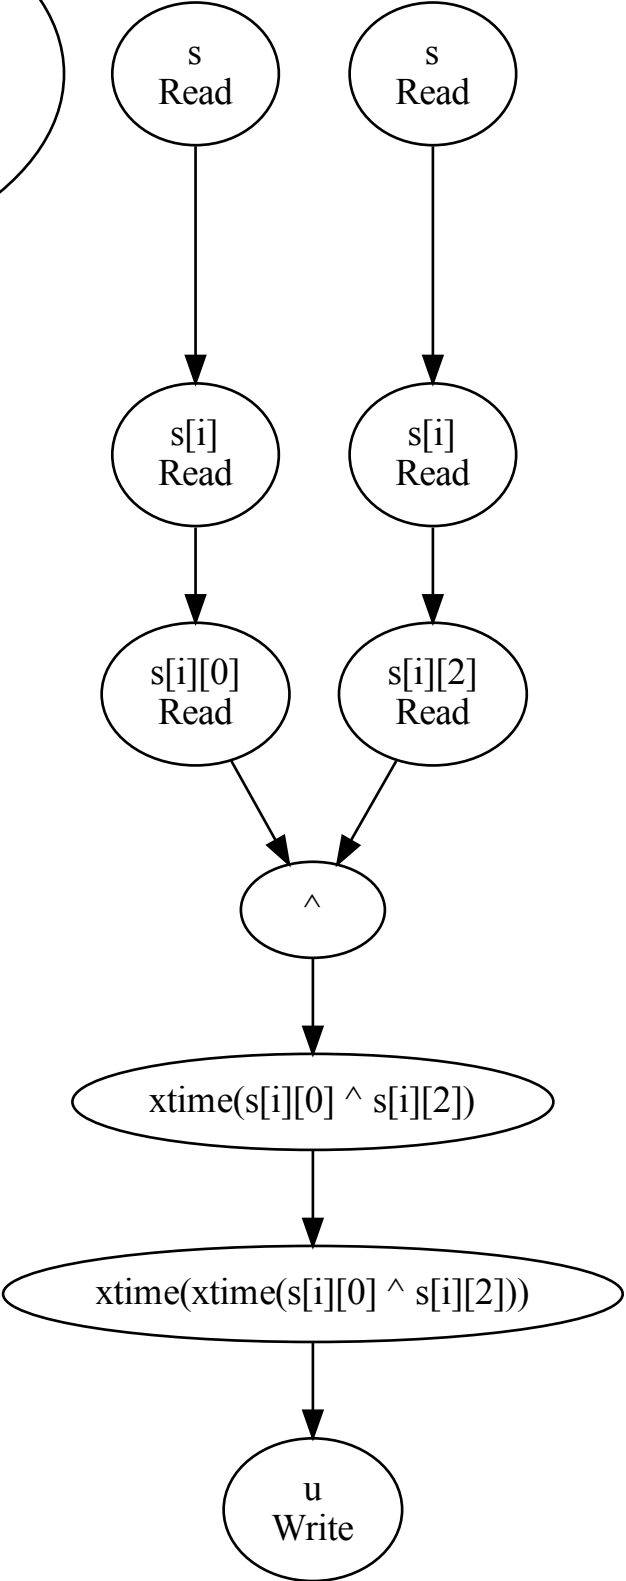 s
Read
s
Read
s[i]
Read
s[i]
Read
s[i][0]
Read
s[i][2]
Read
^
xtime(s[i][0] ^ s[i][2])
xtime(xtime(s[i][0] ^ s[i][2]))
u
Write